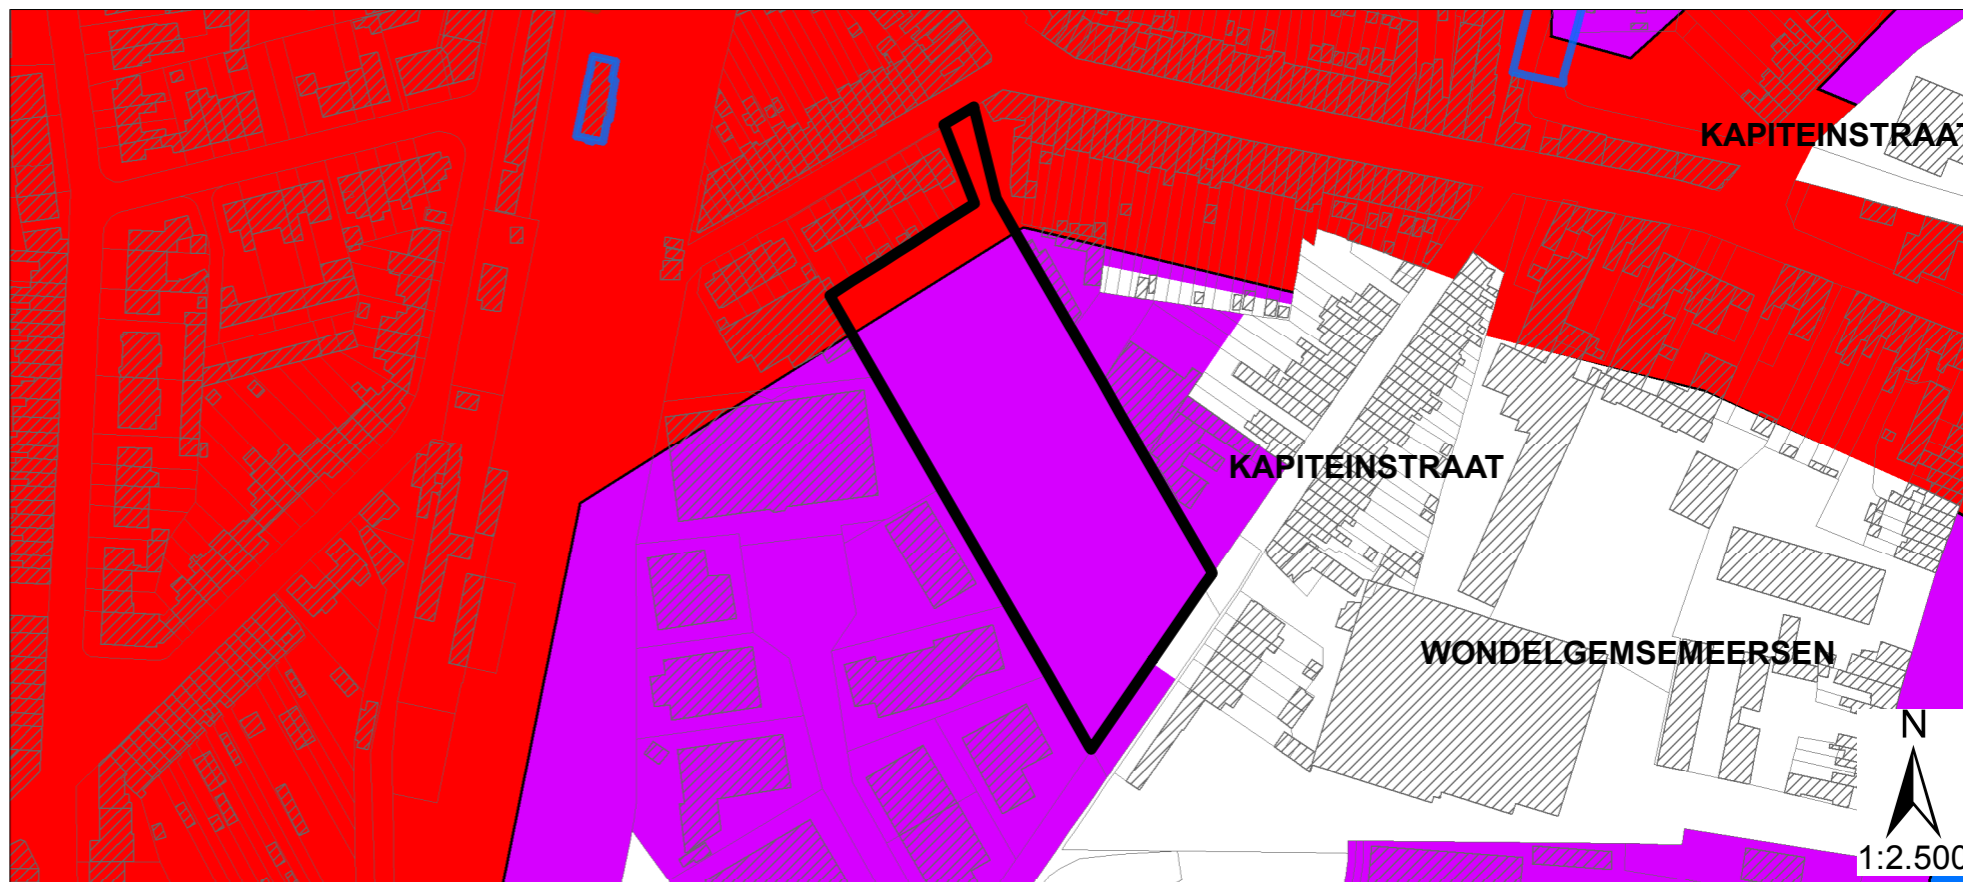 KAPITEINSTRAAT
KAPITEINSTRAAT
WONDELGEMSEMEERSEN
N
1:2.500